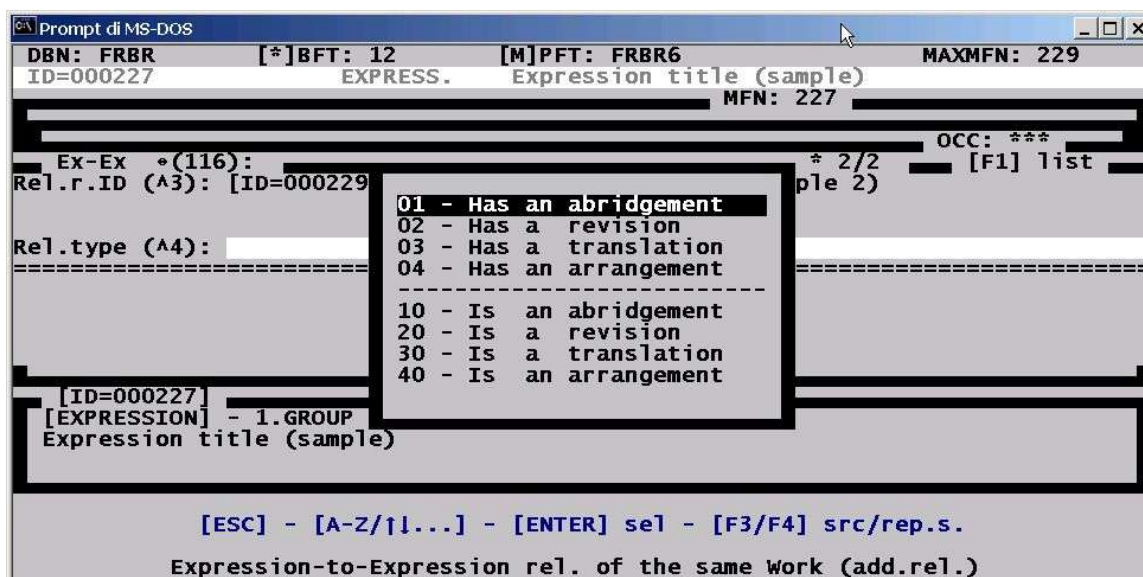 Prompt di MS-DOS
DBN: FRBR [*]BFT: 12 [M]PFT: FRBR6 MAXMFN: 229
ID=000227 EXPRESS. Expression title (sample)
MFN: 227
OCC: ***
Ex-Ex (116): * 2/2 [F1] list
Rel.r.ID (^3): [ID=000229 ple 2)
01 - Has an abridgement
02 - Has a revision
Rel.type (^4):
03 - Has a translation
04 - Has an arrangement
10 - Is an abridgement
20 - Is a revision
30 - Is a translation
40 - Is an arrangement
[ID=000227]
[EXPRESSION] - 1.GROUP
Expression title (sample)
[ESC] - [A-Z/↑↓...] - [ENTER] sel - [F3/F4] src/rep.s.
Expression-to-Expression rel. of the same Work (add.rel.)